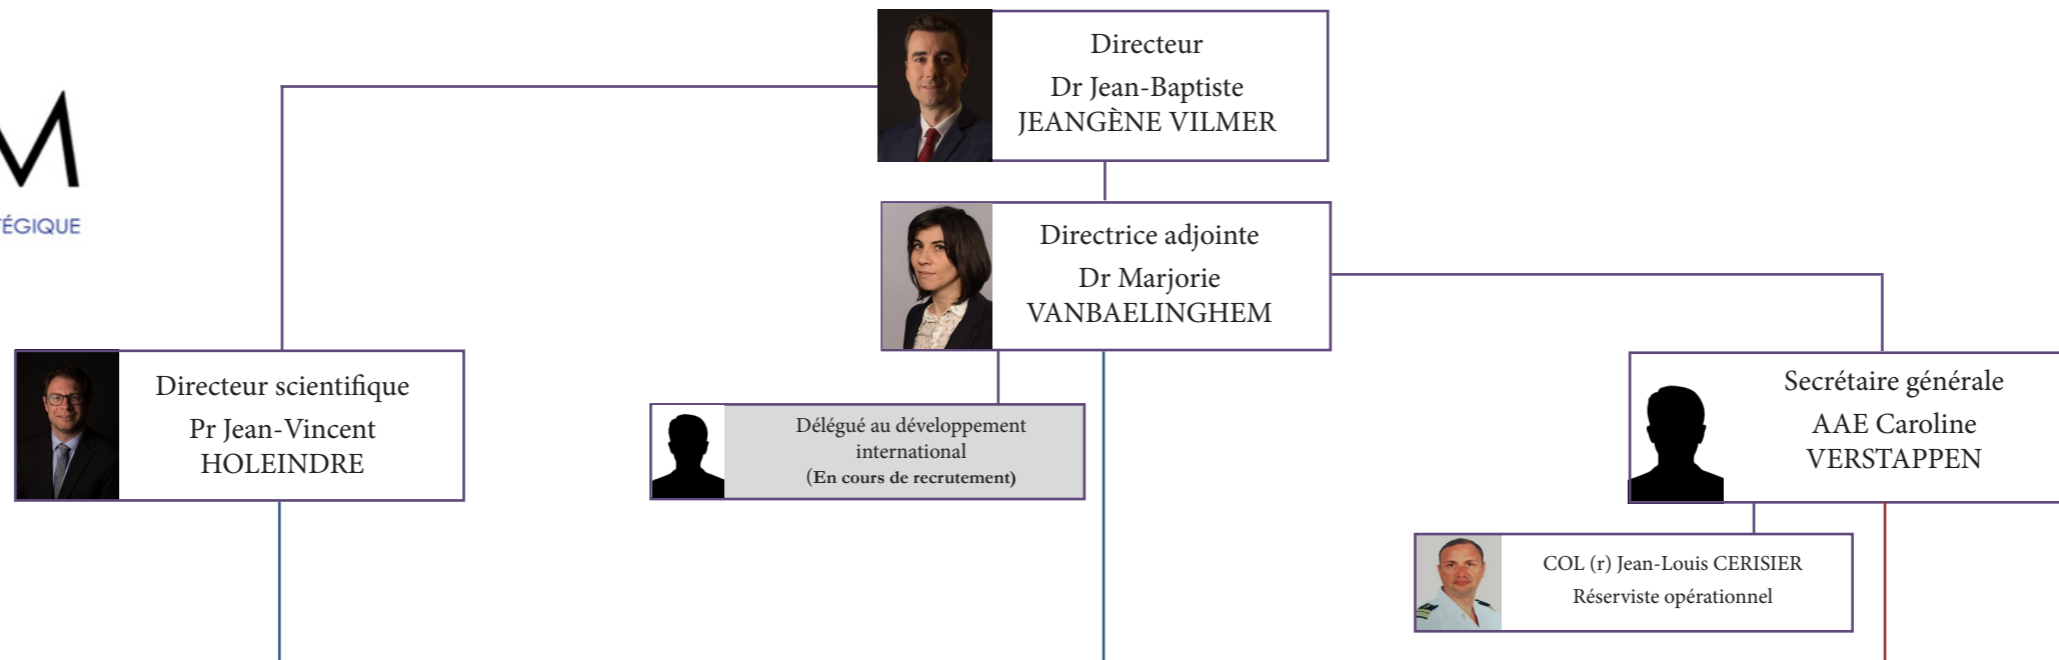 Directeur
Dr Jean-Baptiste
JEANGÈNE VILMER
M
TÉGIQUE
Directrice adjointe
Dr Marjorie
VANBAELINGHEM
Directeur scientifique
Pr Jean-Vincent
HOLEINDRE
Délégué au développement
international
(En cours de recrutement)
Secrétaire générale
AAE Caroline
VERSTAPPEN
COL (r) Jean-Louis CERISIER
Réserviste opérationnel